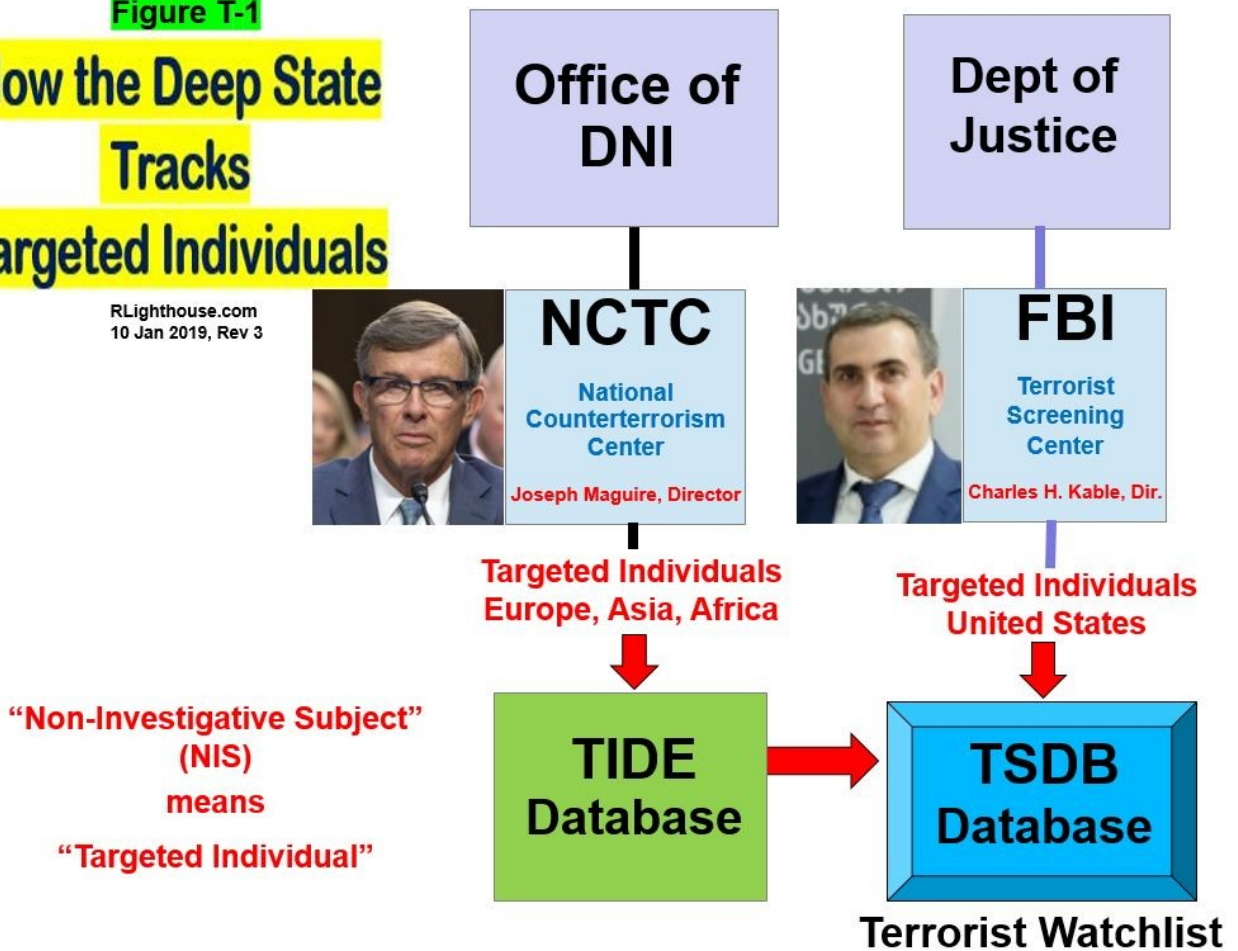 Figure T-1
ow the Deep State
Tracks
argeted Individuals
RLighthouse.com
10 Jan 2019, Rev 3
Office of
DNI
Dept of
Justice
NCTC
National
Counterterrorism
Center
Joseph Maguire, Director
FBI
Terrorist
Screening
Center
Charles H. Kable, Dir.
Targeted Individuals
Europe, Asia, Africa
Targeted Individuals
United States
“Non-Investigative Subject”
(NIS)
means
“Targeted Individual”
TIDE
Database
TSDB
Database
Terrorist Watchlist